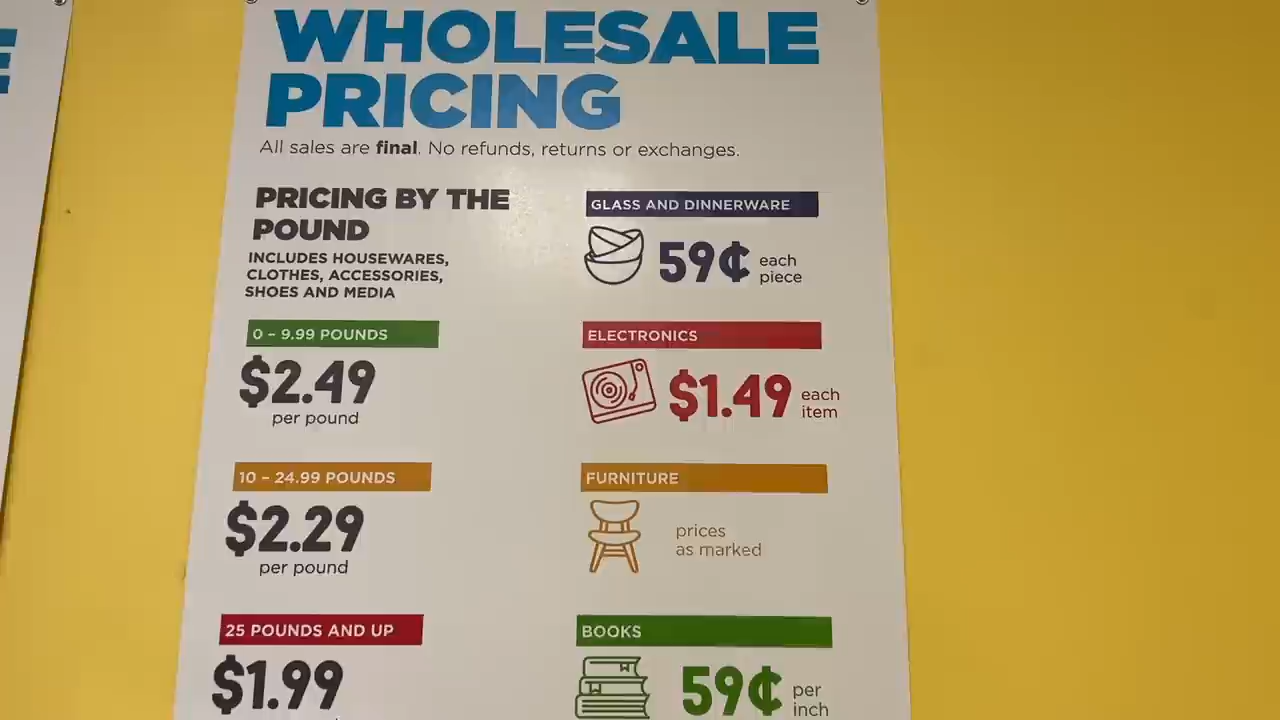 WHOLESALE
PRICING
All sales are final. No refunds, returns or exchanges.
PRICING BY THE
POUND
INCLUDES HOUSEWARES,
CLOTHES, ACCESSORIES,
SHOES AND MEDIA
0 – 9.99 POUNDS
$2.49
per pound
10 – 24.99 POUNDS
$2.29
per pound
25 POUNDS AND UP
$1.99
GLASS AND DINNERWARE
59¢ each
piece
ELECTRONICS
$1.49 each
item
FURNITURE
prices
as marked
BOOKS
59¢ per
inch